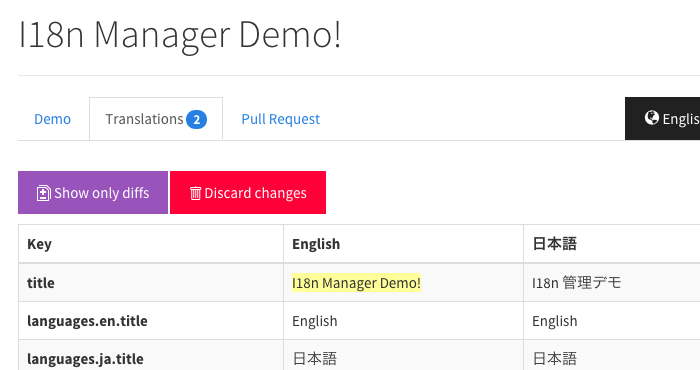 I18n Manager Demo!
Demo Translations 2 Pull Request
Show only diffs Discard changes
Key English 日本語
title I18n Manager Demo! I18n 管理デモ
languages.en.title English English
languages.ja.title 日本語 日本語